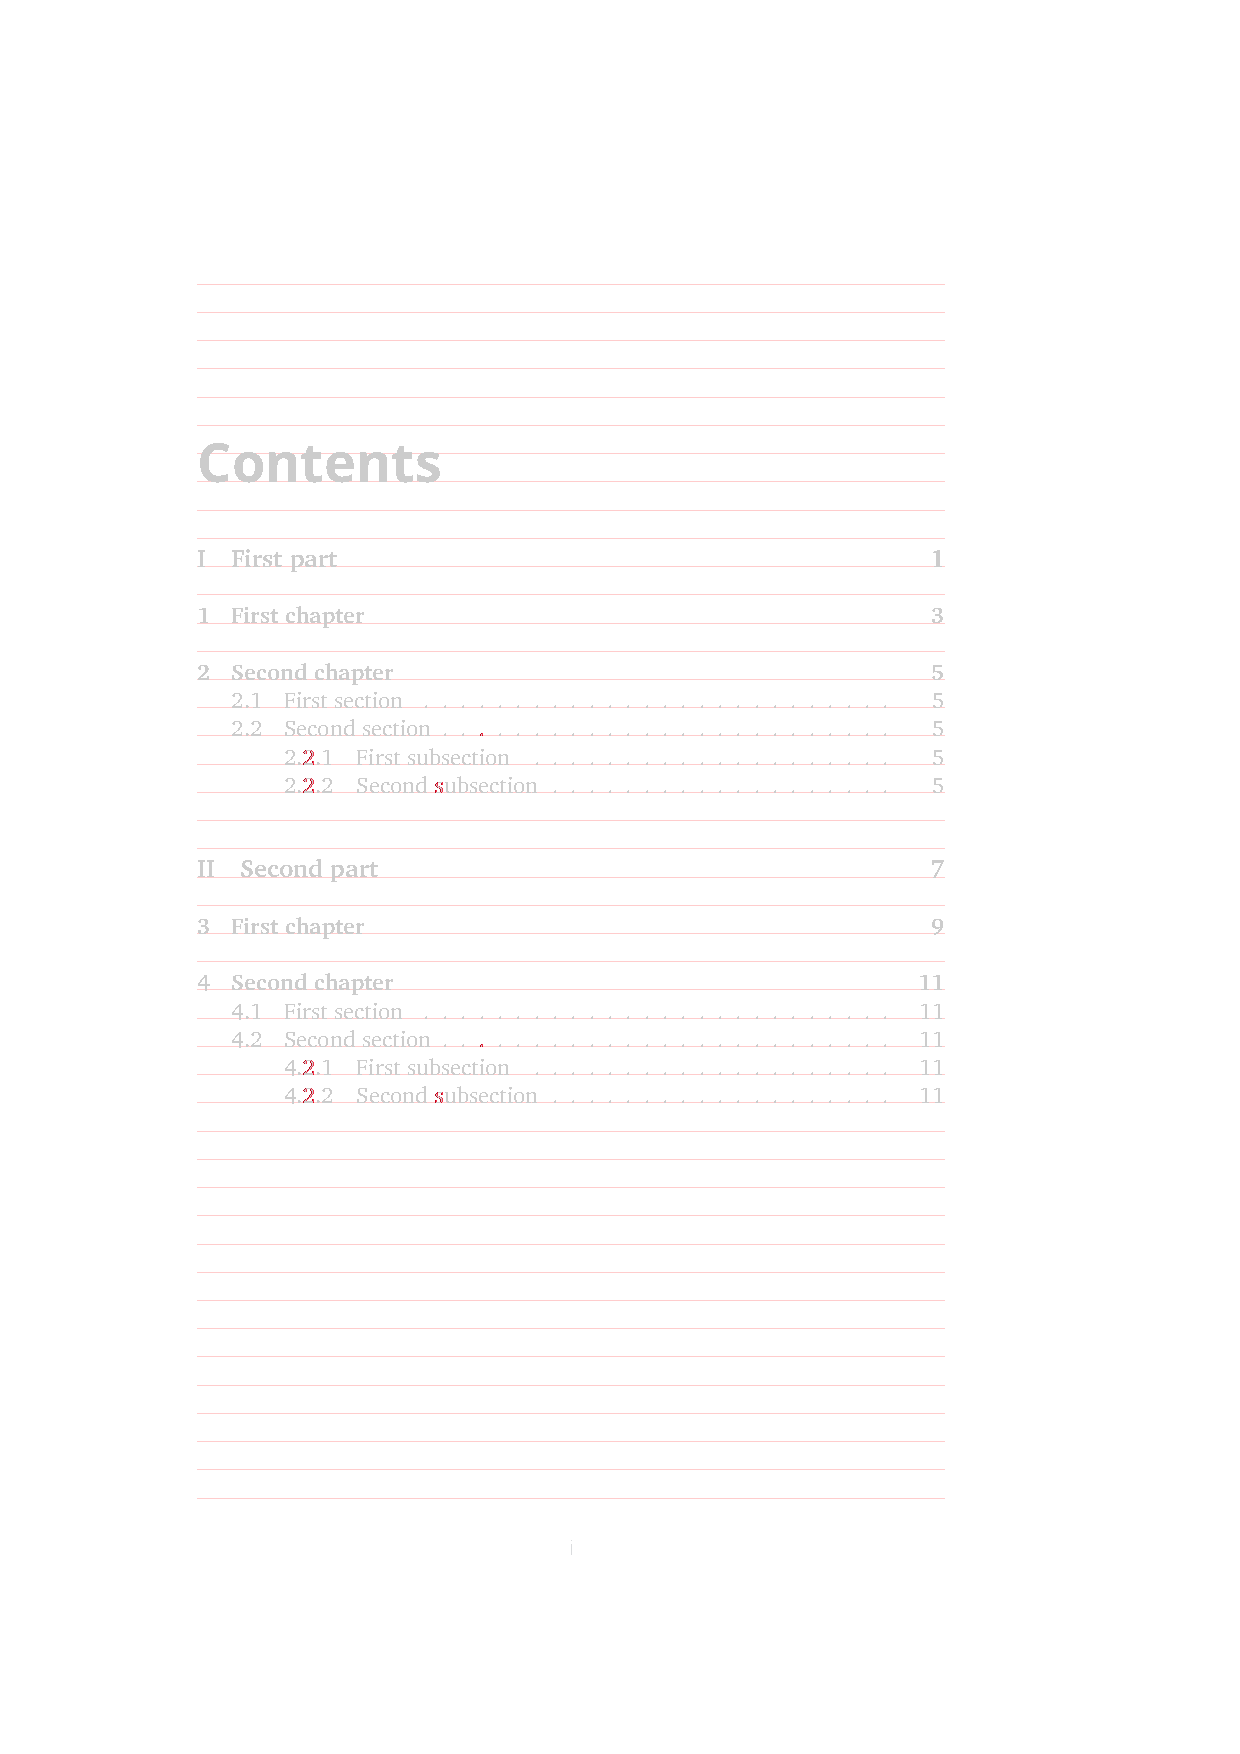 Contents
I First part 1
1 First chapter 3
2 Second chapter 5
2.1 First section . . . . . . . . . . . . . . . . . . . . . . . . . . 5
2.2 Second section . . . . . . . . . . . . . . . . . . . . . . . . . 5
2.2.1 First subsection . . . . . . . . . . . . . . . . . . . . 5
2.2.2 Second subsection . . . . . . . . . . . . . . . . . . . 5
II Second part 7
3 First chapter 9
4 Second chapter 11
4.1 First section . . . . . . . . . . . . . . . . . . . . . . . . . . 11
4.2 Second section . . . . . . . . . . . . . . . . . . . . . . . . . 11
4.2.1 First subsection . . . . . . . . . . . . . . . . . . . . 11
4.2.2 Second subsection . . . . . . . . . . . . . . . . . . . 11
i